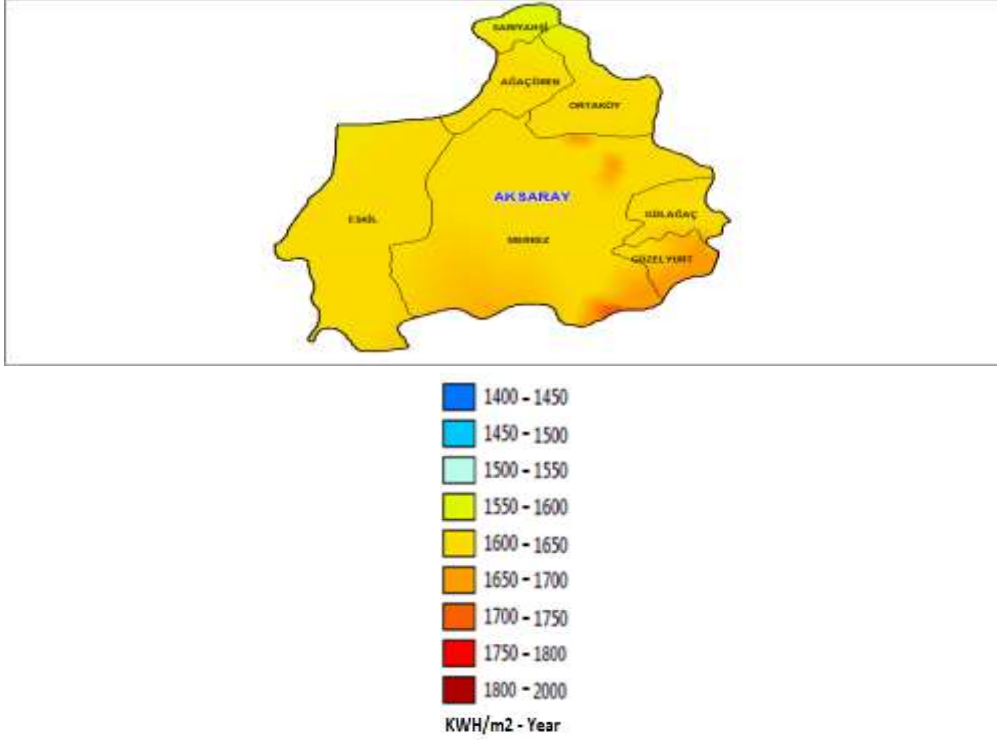 SARIYAHŞİ
AĞAÇÖREN
ORTAKÖY
AKSARAY
GÜLAĞAÇ
ESKİL
MERKEZ
GÜZELYURT
1400 - 1450
1450 - 1500
1500 - 1550
1550 - 1600
1600 - 1650
1650 - 1700
1700 - 1750
1750 - 1800
1800 - 2000
KWH/m2 - Year